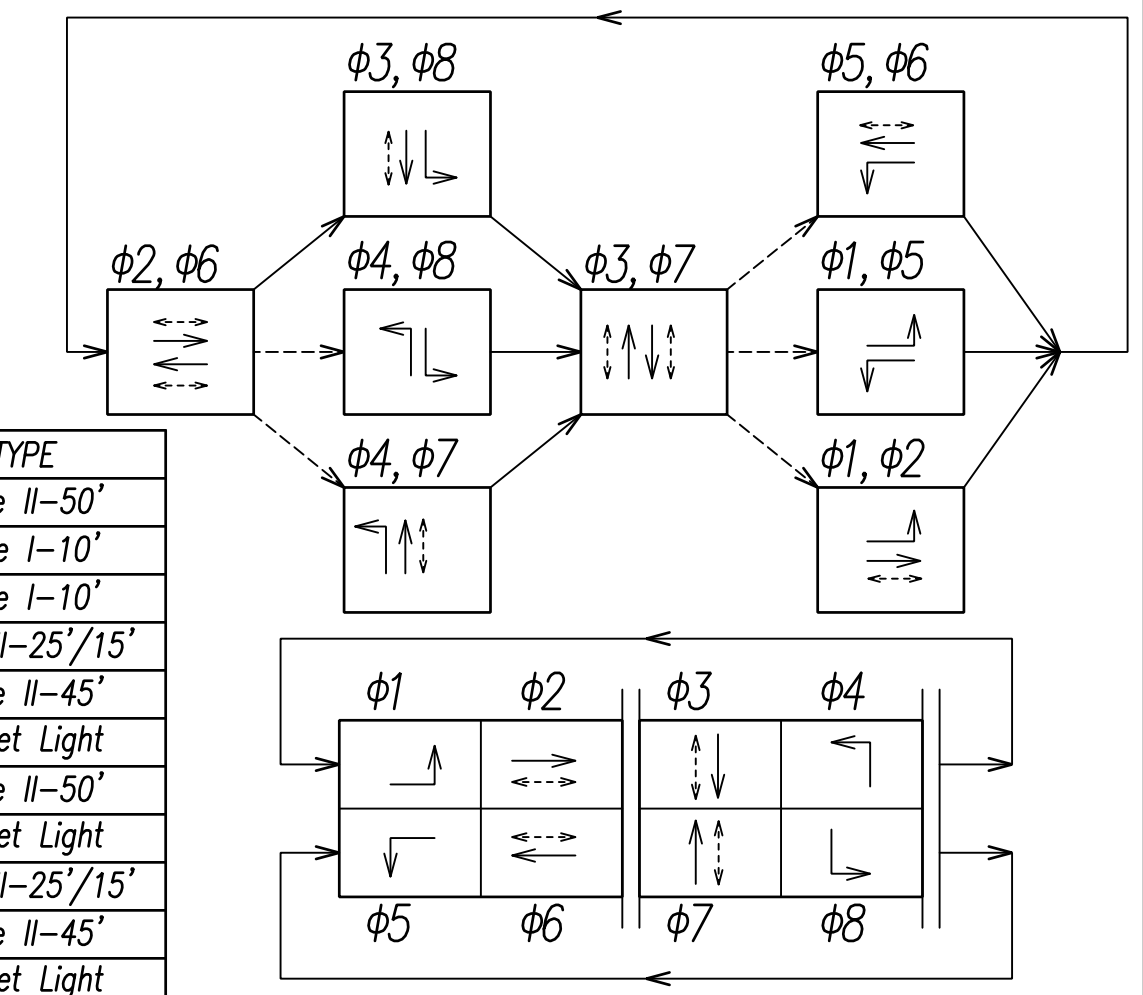 ϕ3, ϕ8
ϕ5, ϕ6
ϕ2, ϕ6
ϕ4, ϕ8
ϕ3, ϕ7
ϕ1, ϕ5
ϕ4, ϕ7
ϕ1, ϕ2
TYPE
e II-50'
e I-10'
e I-10'
I-25'/15'
e II-45'
et Light
e II-50'
et Light
I-25'/15'
e II-45'
et Light
ϕ1 ϕ2 ϕ3 ϕ4
ϕ5 ϕ6 ϕ7 ϕ8